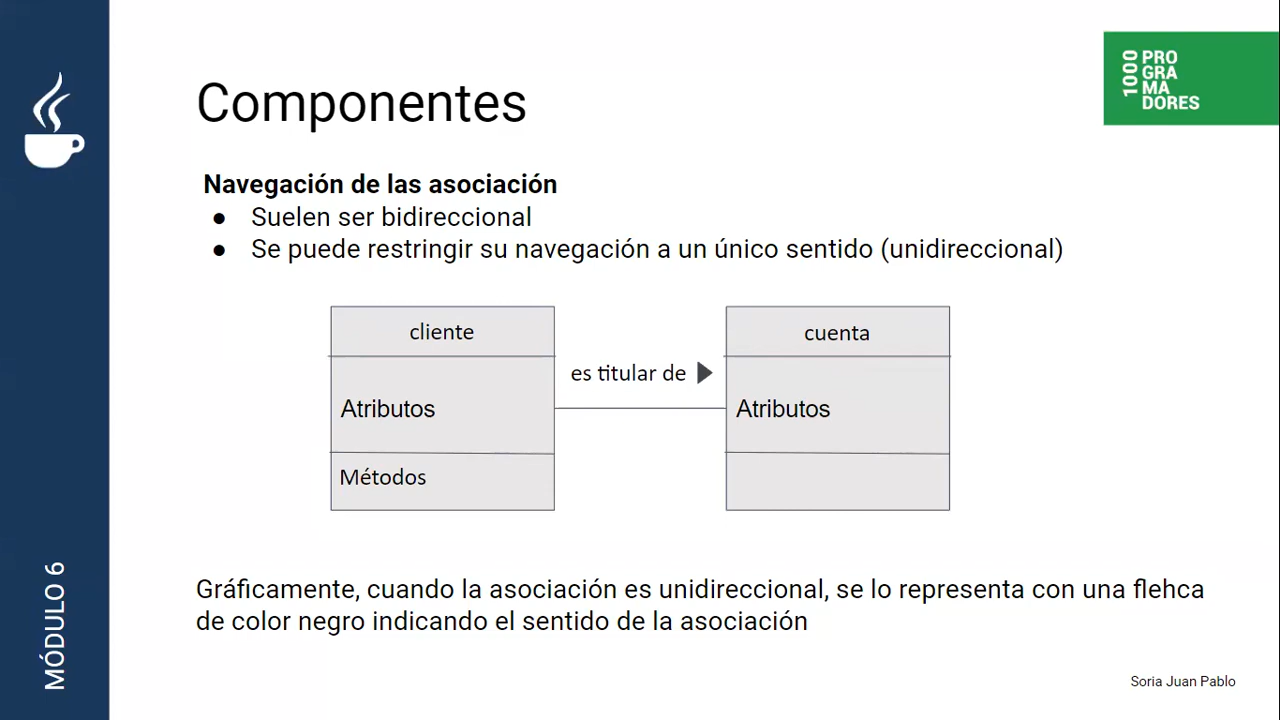 1000
PRO
GRA
MA
DORES
Componentes
Navegación de las asociación
● Suelen ser bidireccional
● Se puede restringir su navegación a un único sentido (unidireccional)
cliente
Atributos
Métodos
es titular de
cuenta
Atributos
Gráficamente, cuando la asociación es unidireccional, se lo representa con una flehca
de color negro indicando el sentido de la asociación
MÓDULO 6
Soria Juan Pablo